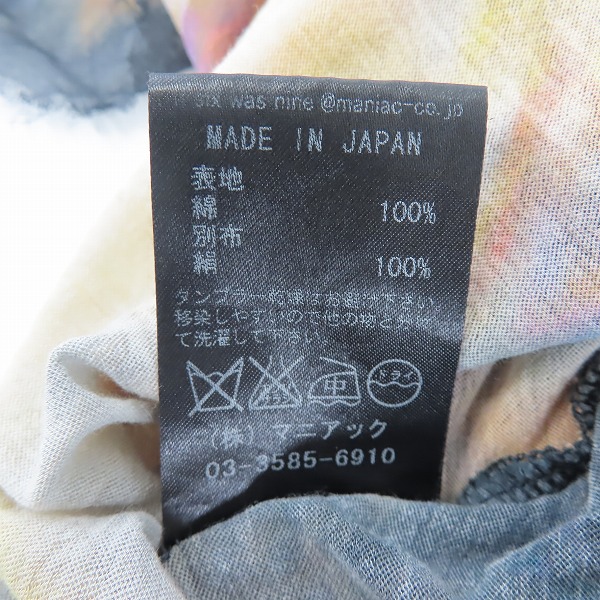 six was nine @maniac-co.jp
MADE IN JAPAN
表地
綿 100%
別布
絹 100%
タンブラー乾燥はお避け下さい
移染しやすいので他の物と分け
て洗濯して下さい
中 ドライ
(株) マニアック
03-3585-6910